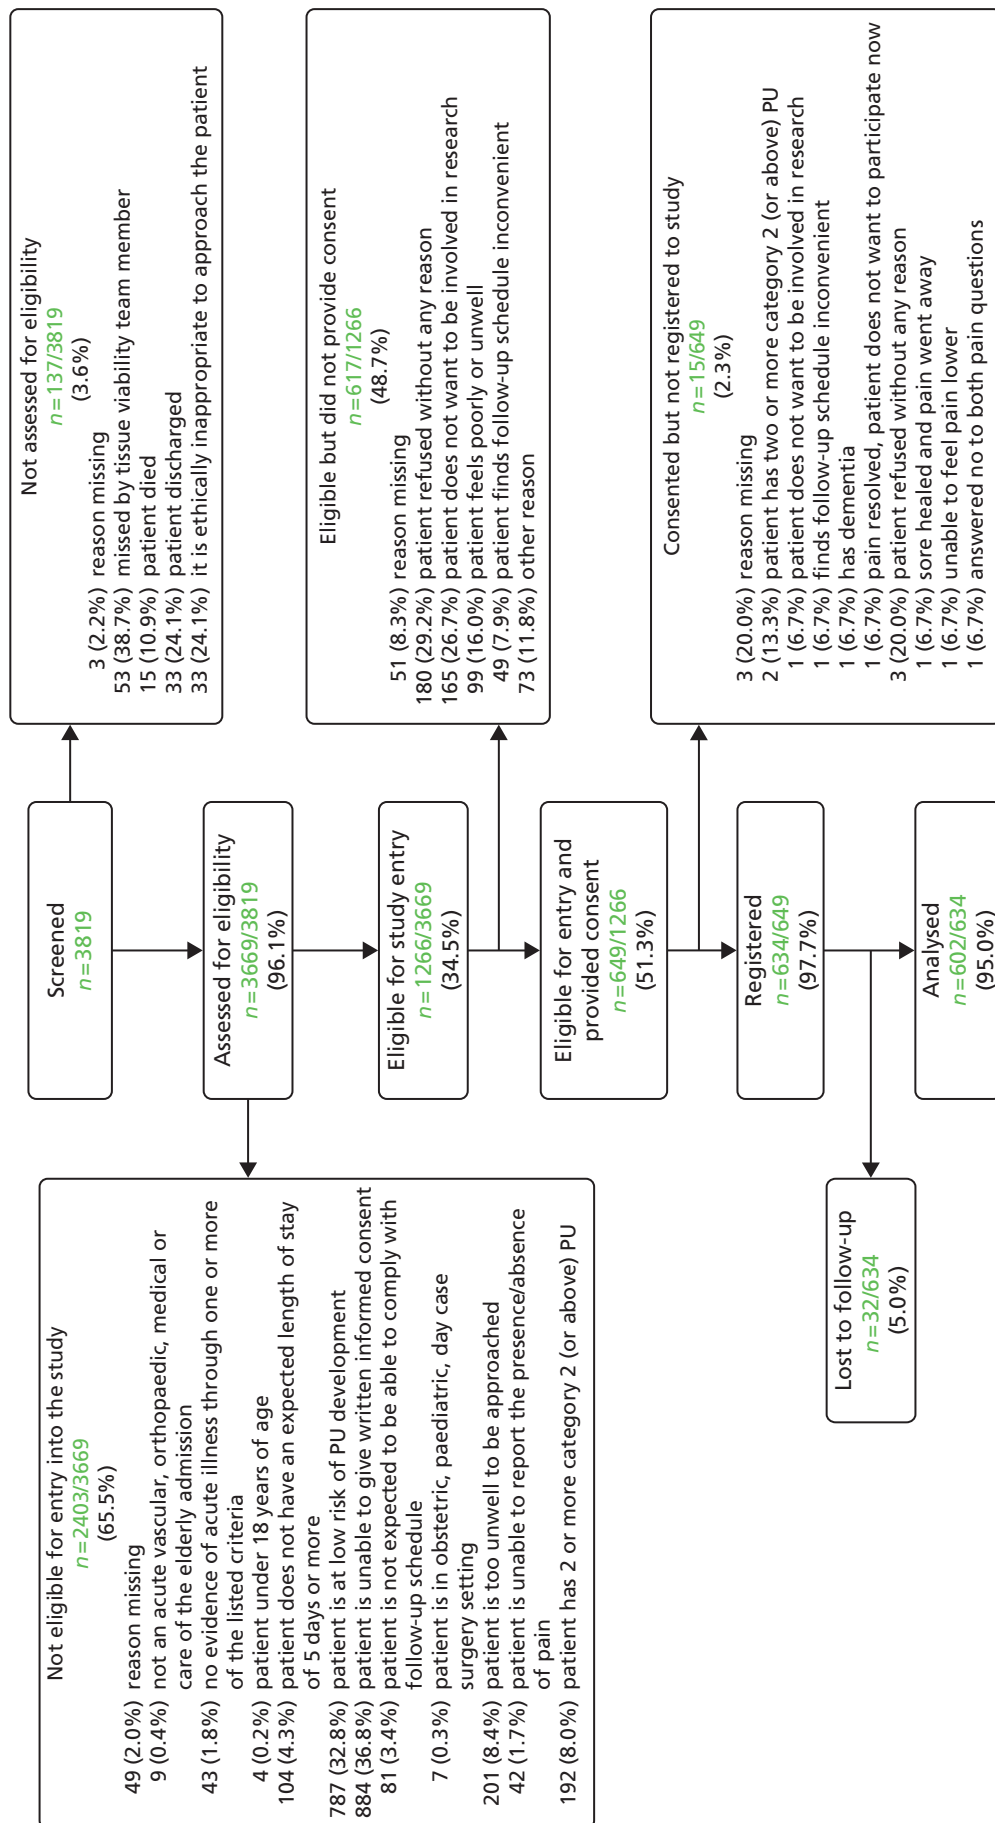 Screened
n=3819
Not assessed for eligibility
n=137/3819
(3.6%)
3 (2.2%) reason missing
53 (38.7%) missed by tissue viability team member
15 (10.9%) patient died
33 (24.1%) patient discharged
33 (24.1%) it is ethically inappropriate to approach the patient
Assessed for eligibility
n=3669/3819
(96.1%)
Not eligible for entry into the study
n=2403/3669
(65.5%)
49 (2.0%) reason missing
9 (0.4%) not an acute vascular, orthopaedic, medical or
care of the elderly admission
43 (1.8%) no evidence of acute illness through one or more
of the listed criteria
4 (0.2%) patient under 18 years of age
104 (4.3%) patient does not have an expected length of stay
of 5 days or more
787 (32.8%) patient is at low risk of PU development
884 (36.8%) patient is unable to give written informed consent
81 (3.4%) patient is not expected to be able to comply with
follow-up schedule
7 (0.3%) patient is in obstetric, paediatric, day case
surgery setting
201 (8.4%) patient is too unwell to be approached
42 (1.7%) patient is unable to report the presence/absence
of pain
192 (8.0%) patient has 2 or more category 2 (or above) PU
Eligible for study entry
n=1266/3669
(34.5%)
Eligible but did not provide consent
n=617/1266
(48.7%)
51 (8.3%) reason missing
180 (29.2%) patient refused without any reason
165 (26.7%) patient does not want to be involved in research
99 (16.0%) patient feels poorly or unwell
49 (7.9%) patient finds follow-up schedule inconvenient
73 (11.8%) other reason
Eligible for entry and
provided consent
n=649/1266
(51.3%)
Consented but not registered to study
n=15/649
(2.3%)
3 (20.0%) reason missing
2 (13.3%) patient has two or more category 2 (or above) PU
1 (6.7%) patient does not want to be involved in research
1 (6.7%) finds follow-up schedule inconvenient
1 (6.7%) has dementia
1 (6.7%) pain resolved, patient does not want to participate now
3 (20.0%) patient refused without any reason
1 (6.7%) sore healed and pain went away
1 (6.7%) unable to feel pain lower
1 (6.7%) answered no to both pain questions
Registered
n=634/649
(97.7%)
Lost to follow-up
n=32/634
(5.0%)
Analysed
n=602/634
(95.0%)